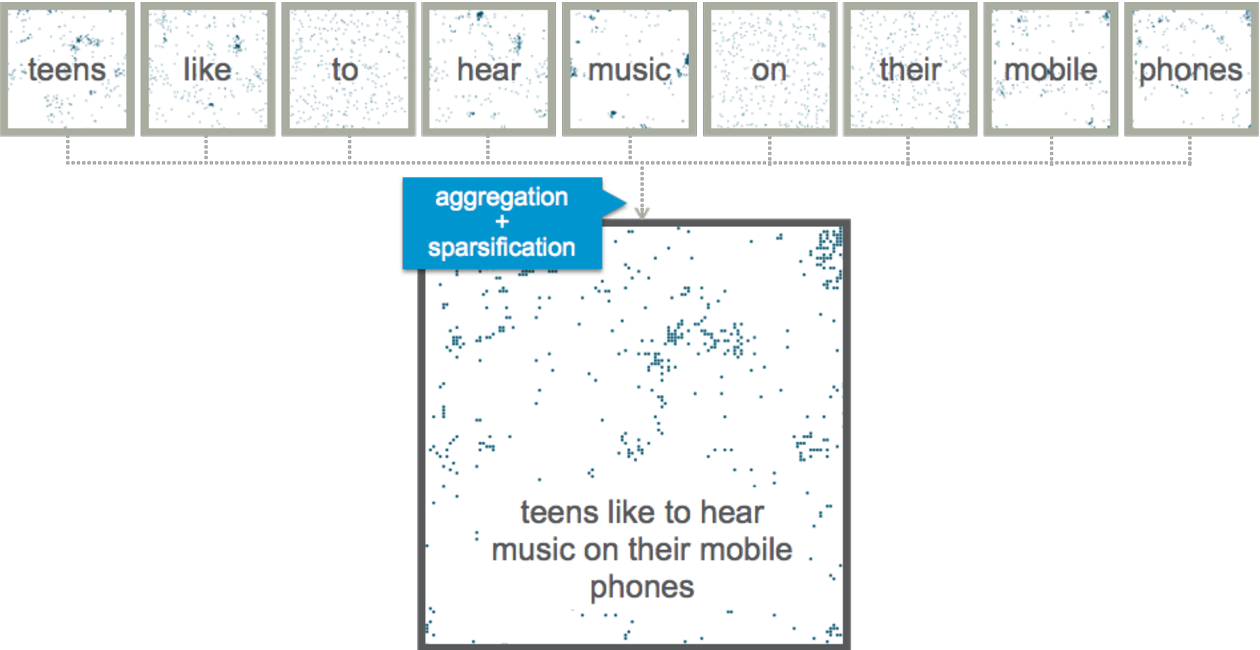 teens like to hear music on their mobile phones
aggregation
+
sparsification
teens like to hear
music on their mobile
phones